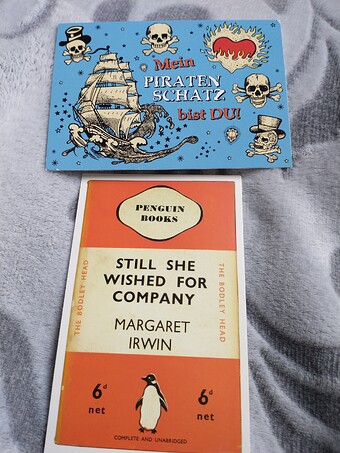 Mein
PIRATEN
SCHATZ
bist DU!
PENGUIN
BOOKS
THE BODLEY HEAD
STILL SHE
WISHED FOR
COMPANY
MARGARET
IRWIN
THE BODLEY HEAD
6d
net
6d
net
COMPLETE AND UNABRIDGED